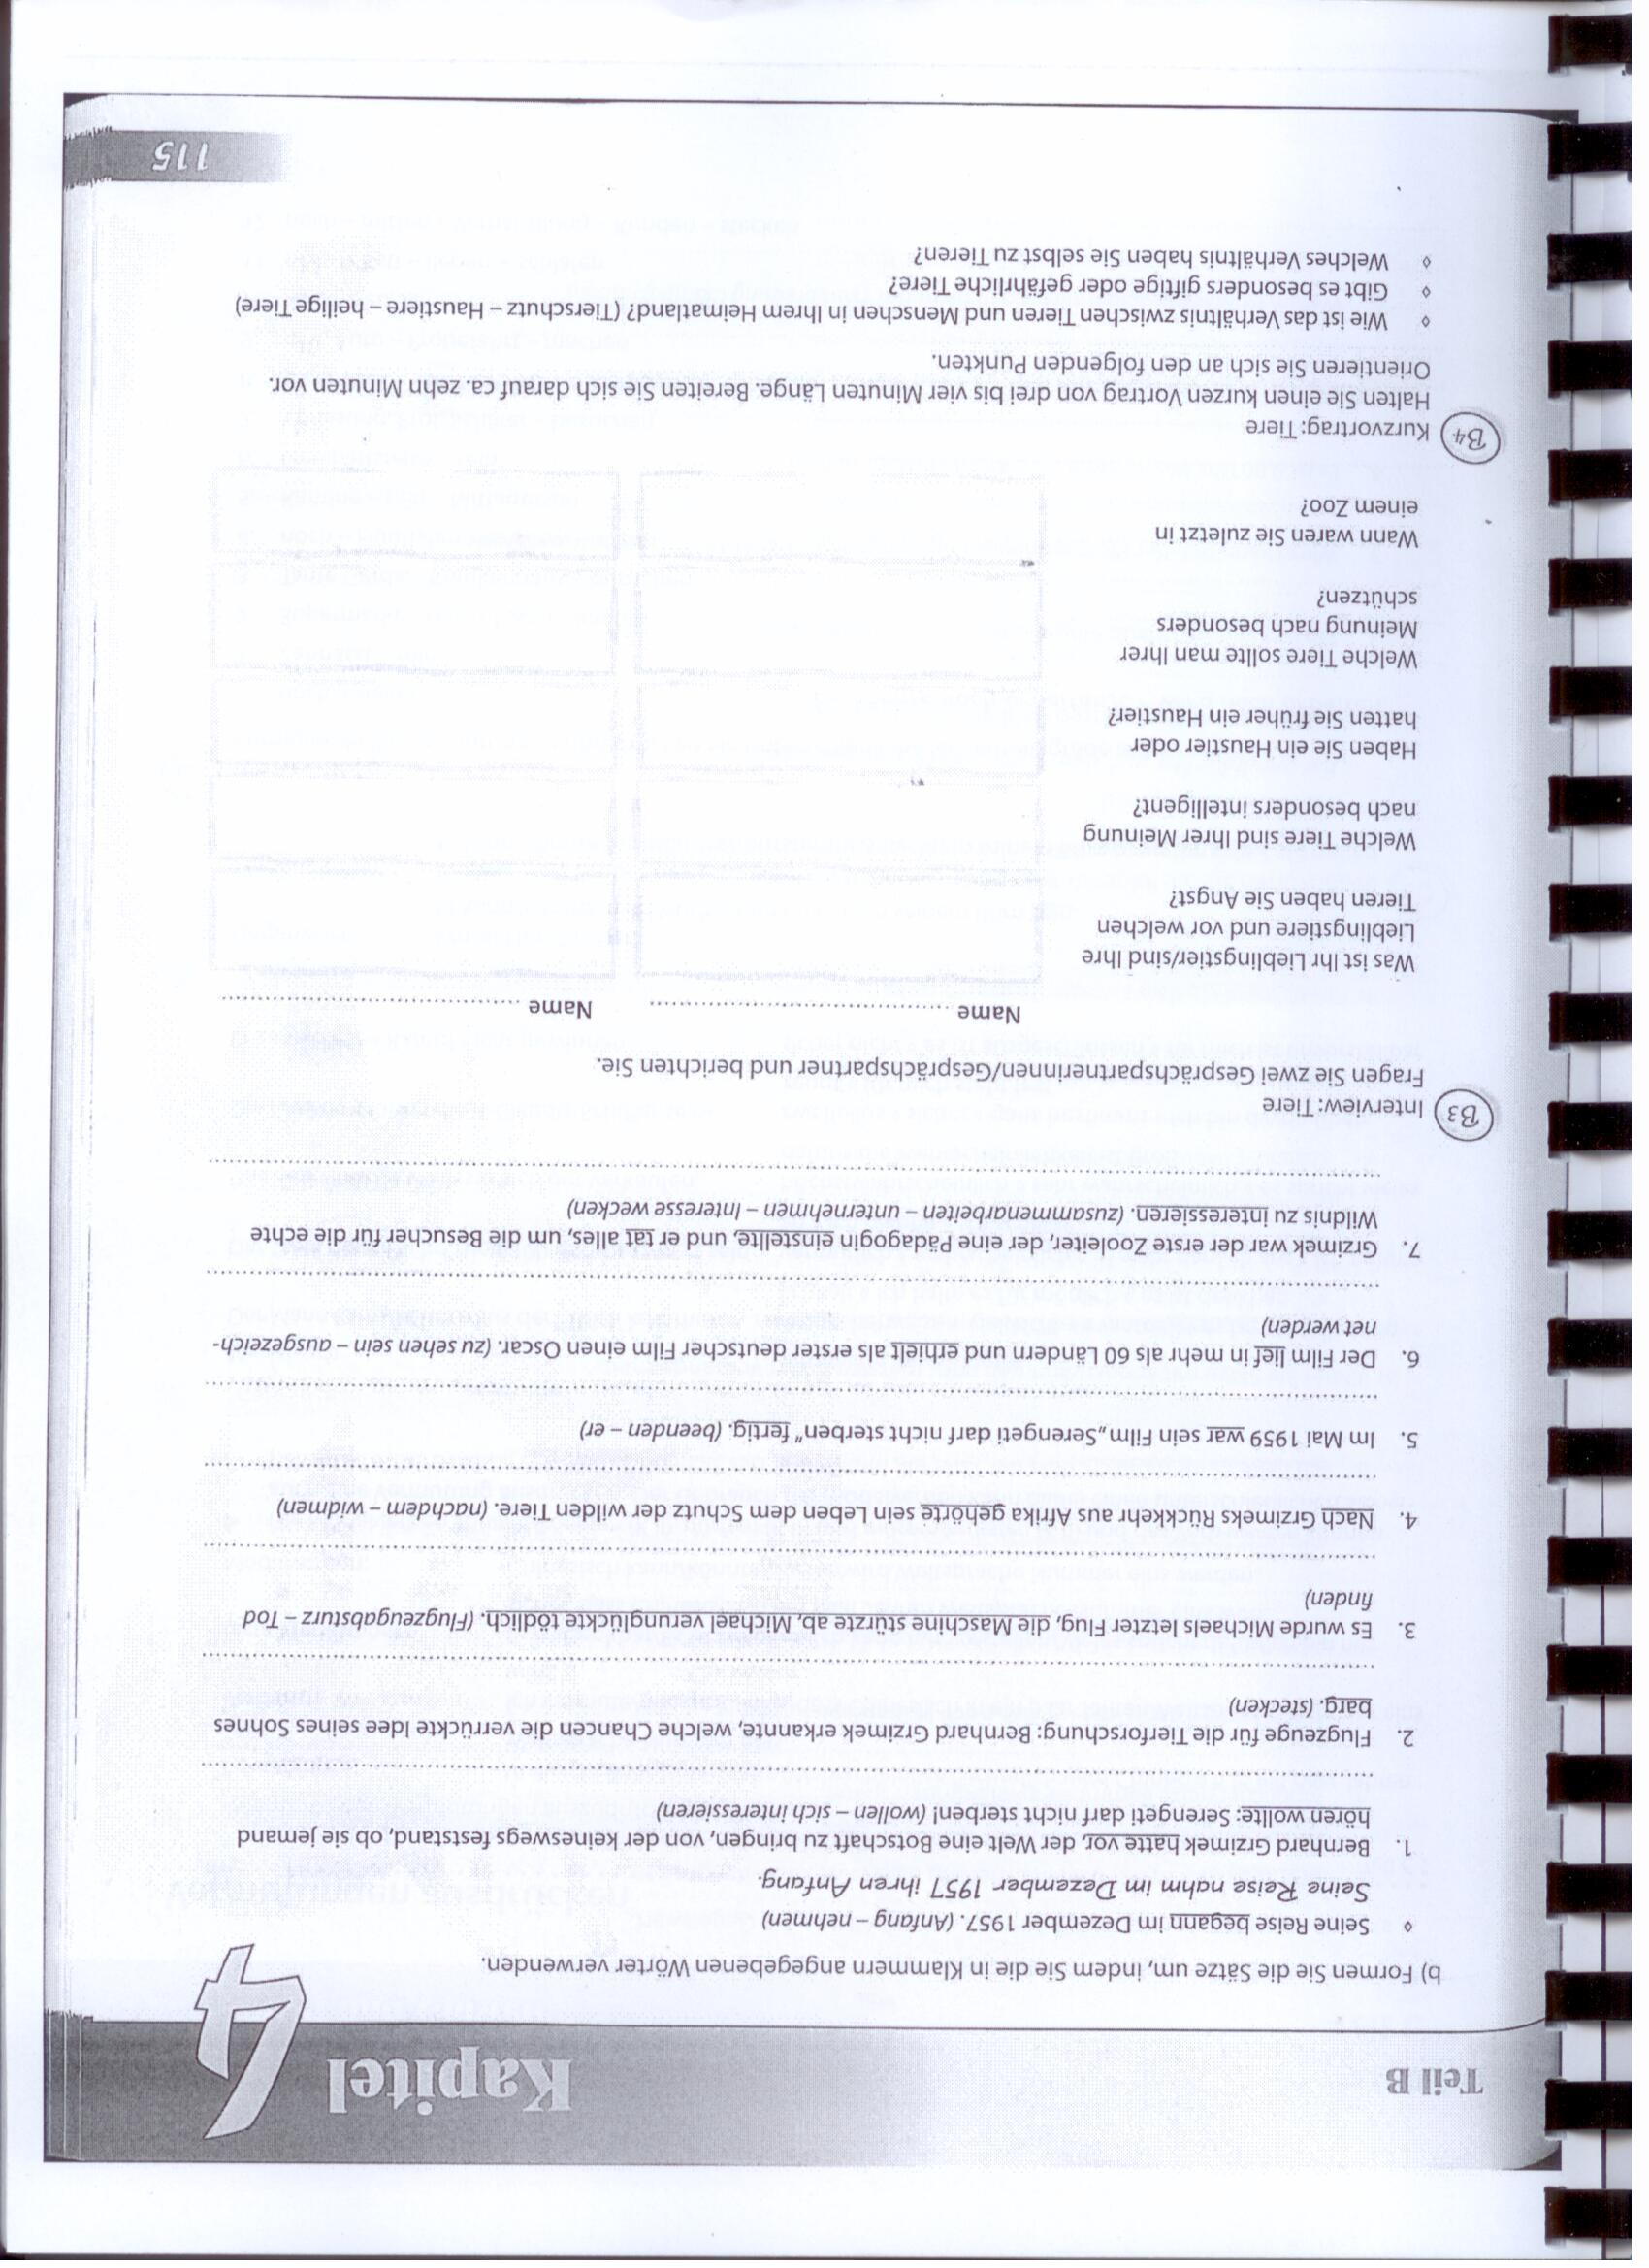 Teil B
Kapitel 4
b) Formen Sie die Sätze um, indem Sie die in Klammern angegebenen Wörter verwenden.
◊ Seine Reise begann im Dezember 1957. (Anfang – nehmen)
Seine Reise nahm im Dezember 1957 ihren Anfang.
1. Bernhard Grzimek hatte vor, der Welt eine Botschaft zu bringen, von der keineswegs feststand, ob sie jemand
hören wollte: Serengeti darf nicht sterben! (wollen – sich interessieren)
2. Flugzeuge für die Tierforschung: Bernhard Grzimek erkannte, welche Chancen die verrückte Idee seines Sohnes
barg. (stecken)
3. Es wurde Michaels letzter Flug, die Maschine stürzte ab, Michael verunglückte tödlich. (Flugzeugabsturz – Tod
finden)
4. Nach Grzimeks Rückkehr aus Afrika gehörte sein Leben dem Schutz der wilden Tiere. (nachdem – widmen)
5. Im Mai 1959 war sein Film „Serengeti darf nicht sterben" fertig. (beenden – er)
6. Der Film lief in mehr als 60 Ländern und erhielt als erster deutscher Film einen Oscar. (zu sehen sein – ausgezeich-
net werden)
7. Grzimek war der erste Zooleiter, der eine Pädagogin einstellte, und er tat alles, um die Besucher für die echte
Wildnis zu interessieren. (zusammenarbeiten – unternehmen – Interesse wecken)
B3 Interview: Tiere
Fragen Sie zwei Gesprächspartnerinnen/Gesprächspartner und berichten Sie.
Name ........................................ Name ........................................
Was ist Ihr Lieblingstier/sind Ihre
Lieblingstiere und vor welchen
Tieren haben Sie Angst?
Welche Tiere sind Ihrer Meinung
nach besonders intelligent?
Haben Sie ein Haustier oder
hatten Sie früher ein Haustier?
Welche Tiere sollte man Ihrer
Meinung nach besonders
schützen?
Wann waren Sie zuletzt in
einem Zoo?
B4 Kurzvortrag: Tiere
Halten Sie einen kurzen Vortrag von drei bis vier Minuten Länge. Bereiten Sie sich darauf ca. zehn Minuten vor.
Orientieren Sie sich an den folgenden Punkten.
◊ Wie ist das Verhältnis zwischen Tieren und Menschen in Ihrem Heimatland? (Tierschutz – Haustiere – heilige Tiere)
◊ Gibt es besonders giftige oder gefährliche Tiere?
◊ Welches Verhältnis haben Sie selbst zu Tieren?
115